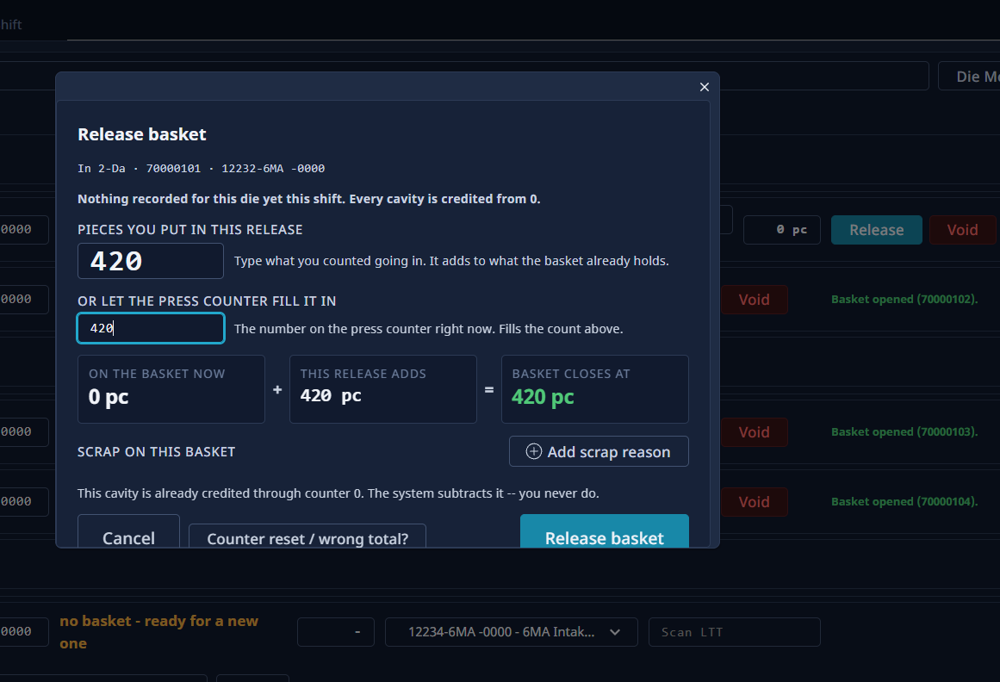 hift
Die M
Release basket
In 2-Da · 70000101 · 12232-6MA -0000
Nothing recorded for this die yet this shift. Every cavity is credited from 0.
PIECES YOU PUT IN THIS RELEASE
420 Type what you counted going in. It adds to what the basket already holds.
OR LET THE PRESS COUNTER FILL IT IN
420 The number on the press counter right now. Fills the count above.
ON THE BASKET NOW
0 pc
+
THIS RELEASE ADDS
420 pc
=
BASKET CLOSES AT
420 pc
SCRAP ON THIS BASKET
Add scrap reason
This cavity is already credited through counter 0. The system subtracts it -- you never do.
Cancel
Counter reset / wrong total?
Release basket
0000 0 pc Release Void
0000 Void Basket opened (70000102).
0000 Void Basket opened (70000103).
0000 Void Basket opened (70000104).
0000 no basket - ready for a new
one
- 12234-6MA -0000 - 6MA Intak... Scan LTT